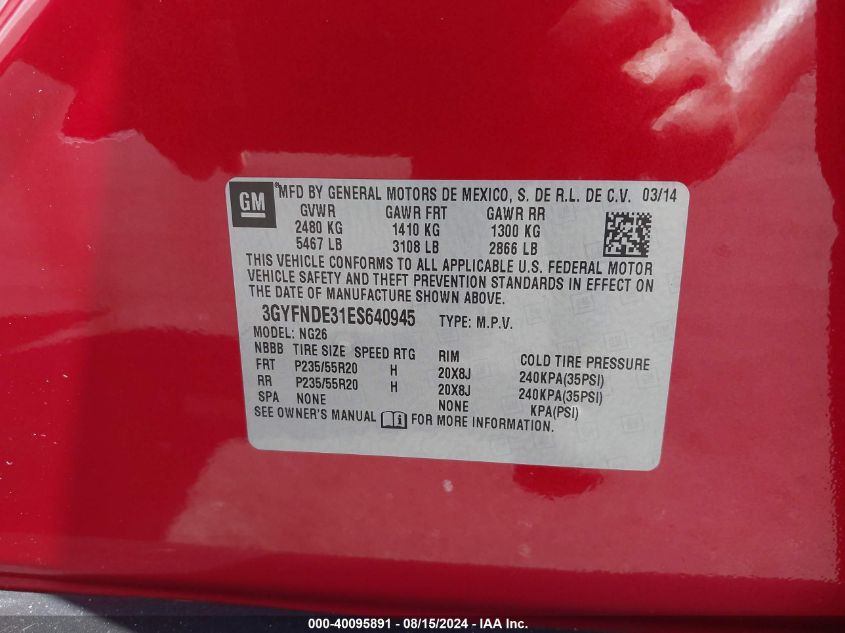 GM
®MFD BY GENERAL MOTORS DE MEXICO, S. DE R.L. DE C.V. 03/14
GVWR GAWR FRT GAWR RR
2480 KG 1410 KG 1300 KG
5467 LB 3108 LB 2866 LB
THIS VEHICLE CONFORMS TO ALL APPLICABLE U.S. FEDERAL MOTOR
VEHICLE SAFETY AND THEFT PREVENTION STANDARDS IN EFFECT ON
THE DATE OF MANUFACTURE SHOWN ABOVE.
3GYFNDE31ES640945 TYPE: M.P.V.
MODEL: NG26
NBBB TIRE SIZE SPEED RTG RIM COLD TIRE PRESSURE
FRT P235/55R20 H 20X8J 240KPA(35PSI)
RR P235/55R20 H 20X8J 240KPA(35PSI)
SPA NONE NONE KPA(PSI)
SEE OWNER'S MANUAL FOR MORE INFORMATION.
000-40095891 - 08/15/2024 - IAA Inc.